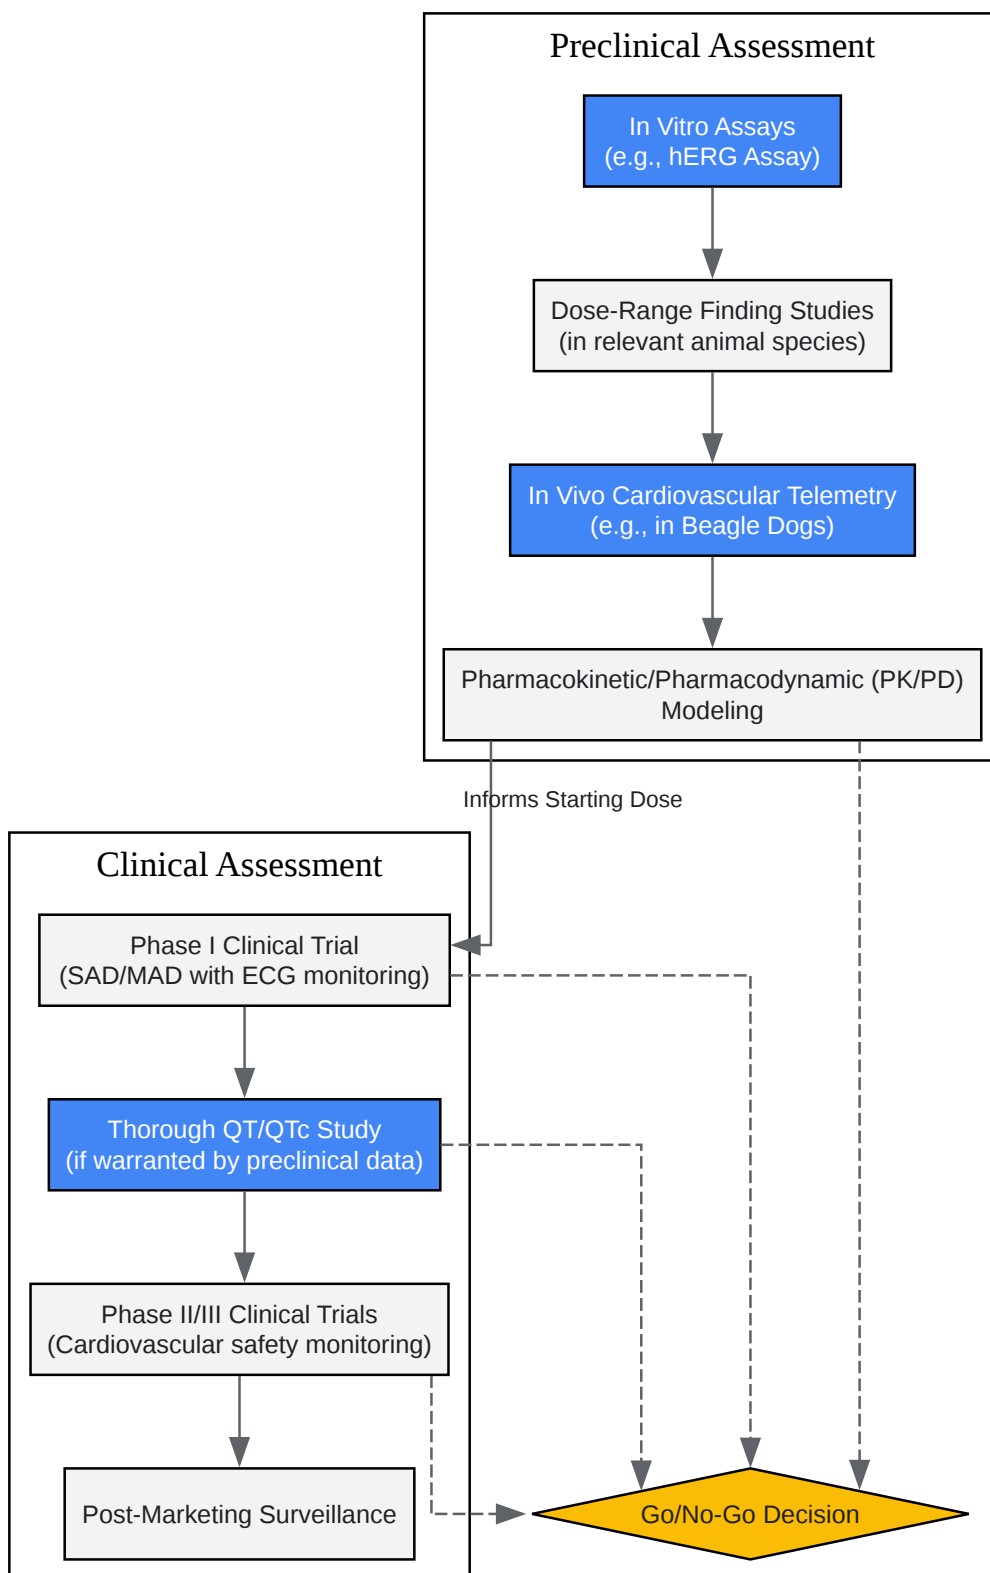 Preclinical Assessment
In Vitro Assays
(e.g., hERG Assay)
Dose-Range Finding Studies
(in relevant animal species)
In Vivo Cardiovascular Telemetry
(e.g., in Beagle Dogs)
Pharmacokinetic/Pharmacodynamic (PK/PD)
Modeling
Informs Starting Dose
Clinical Assessment
Phase I Clinical Trial
(SAD/MAD with ECG monitoring)
Thorough QT/QTc Study
(if warranted by preclinical data)
Phase II/III Clinical Trials
(Cardiovascular safety monitoring)
Post-Marketing Surveillance
Go/No-Go Decision